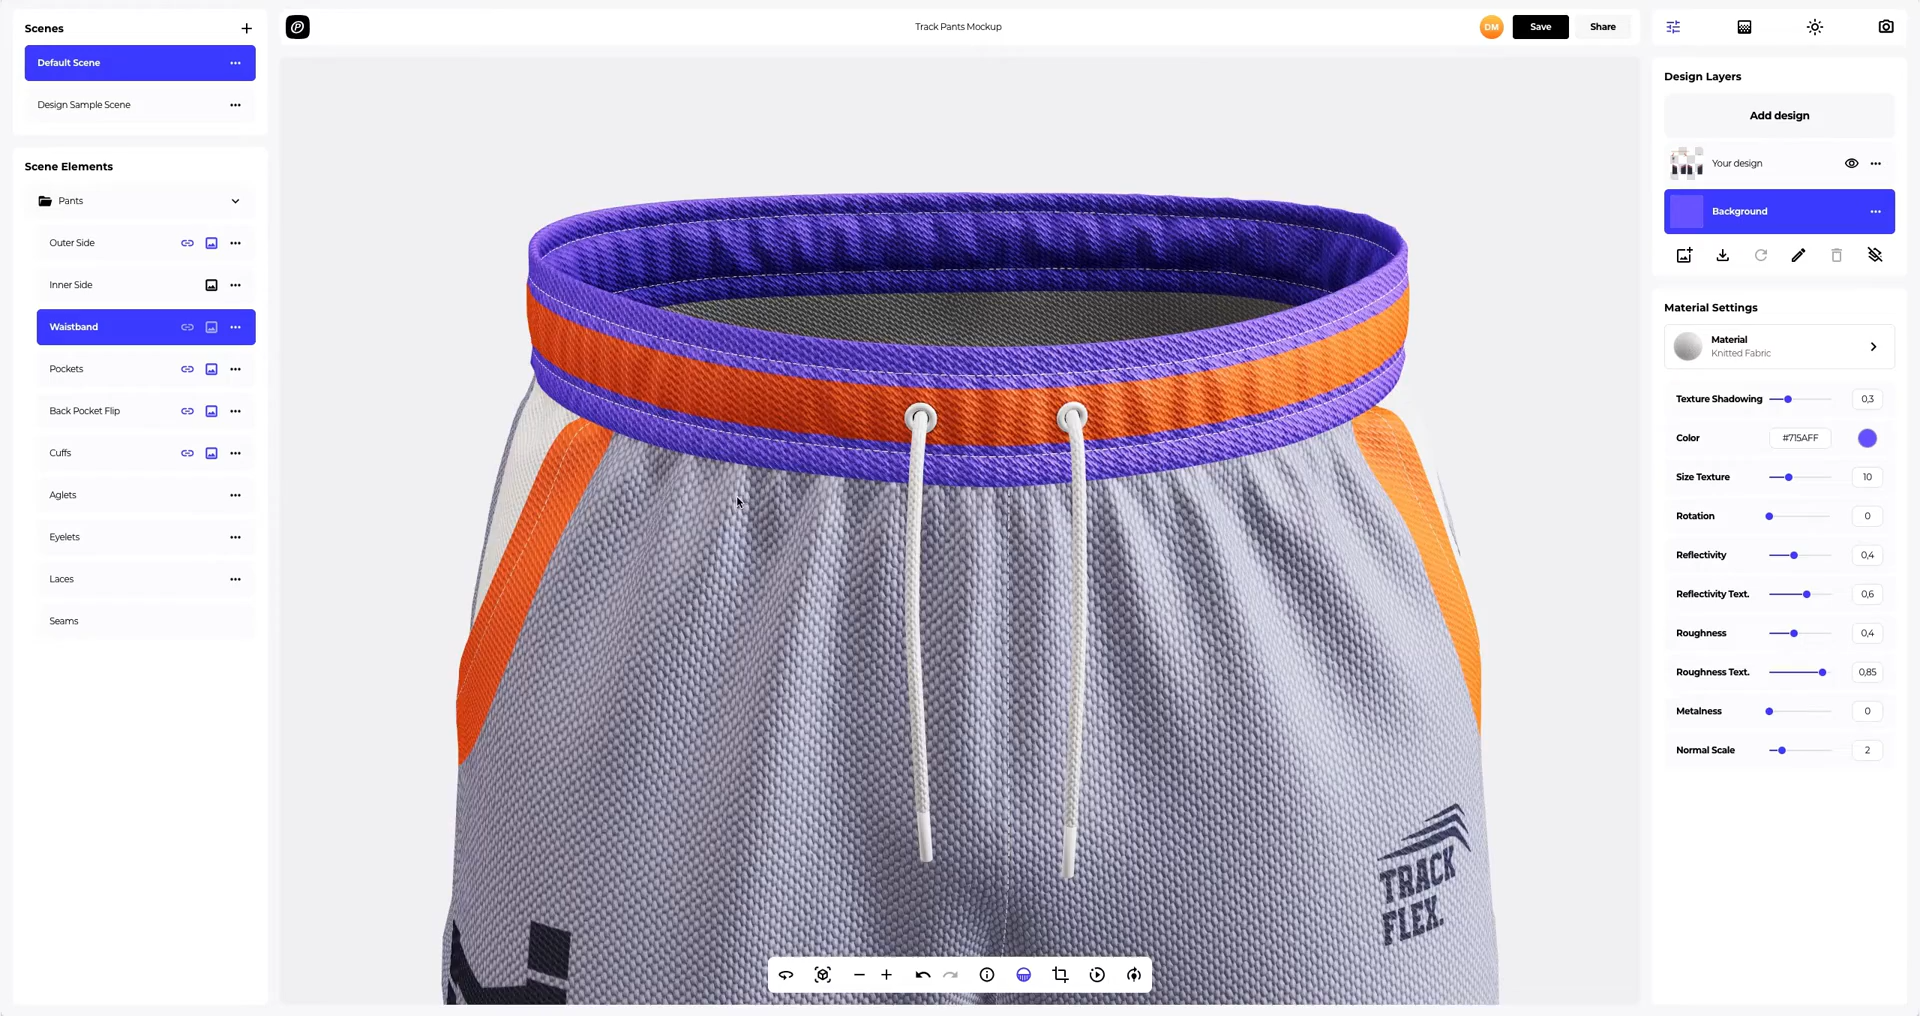 Scenes
Default Scene
Design Sample Scene
Scene Elements
Pants
Outer Side
Inner Side
Waistband
Pockets
Back Pocket Flip
Cuffs
Aglets
Eyelets
Laces
Seams
Track Pants Mockup
DM
Save
Share
TRACK
FLEX.
Design Layers
Add design
Your design
Background
Material Settings
Material
Knitted Fabric
Texture Shadowing 0,3
Color #715AFF
Size Texture 10
Rotation 0
Reflectivity 0,4
Reflectivity Text. 0,6
Roughness 0,4
Roughness Text. 0,85
Metalness 0
Normal Scale 2